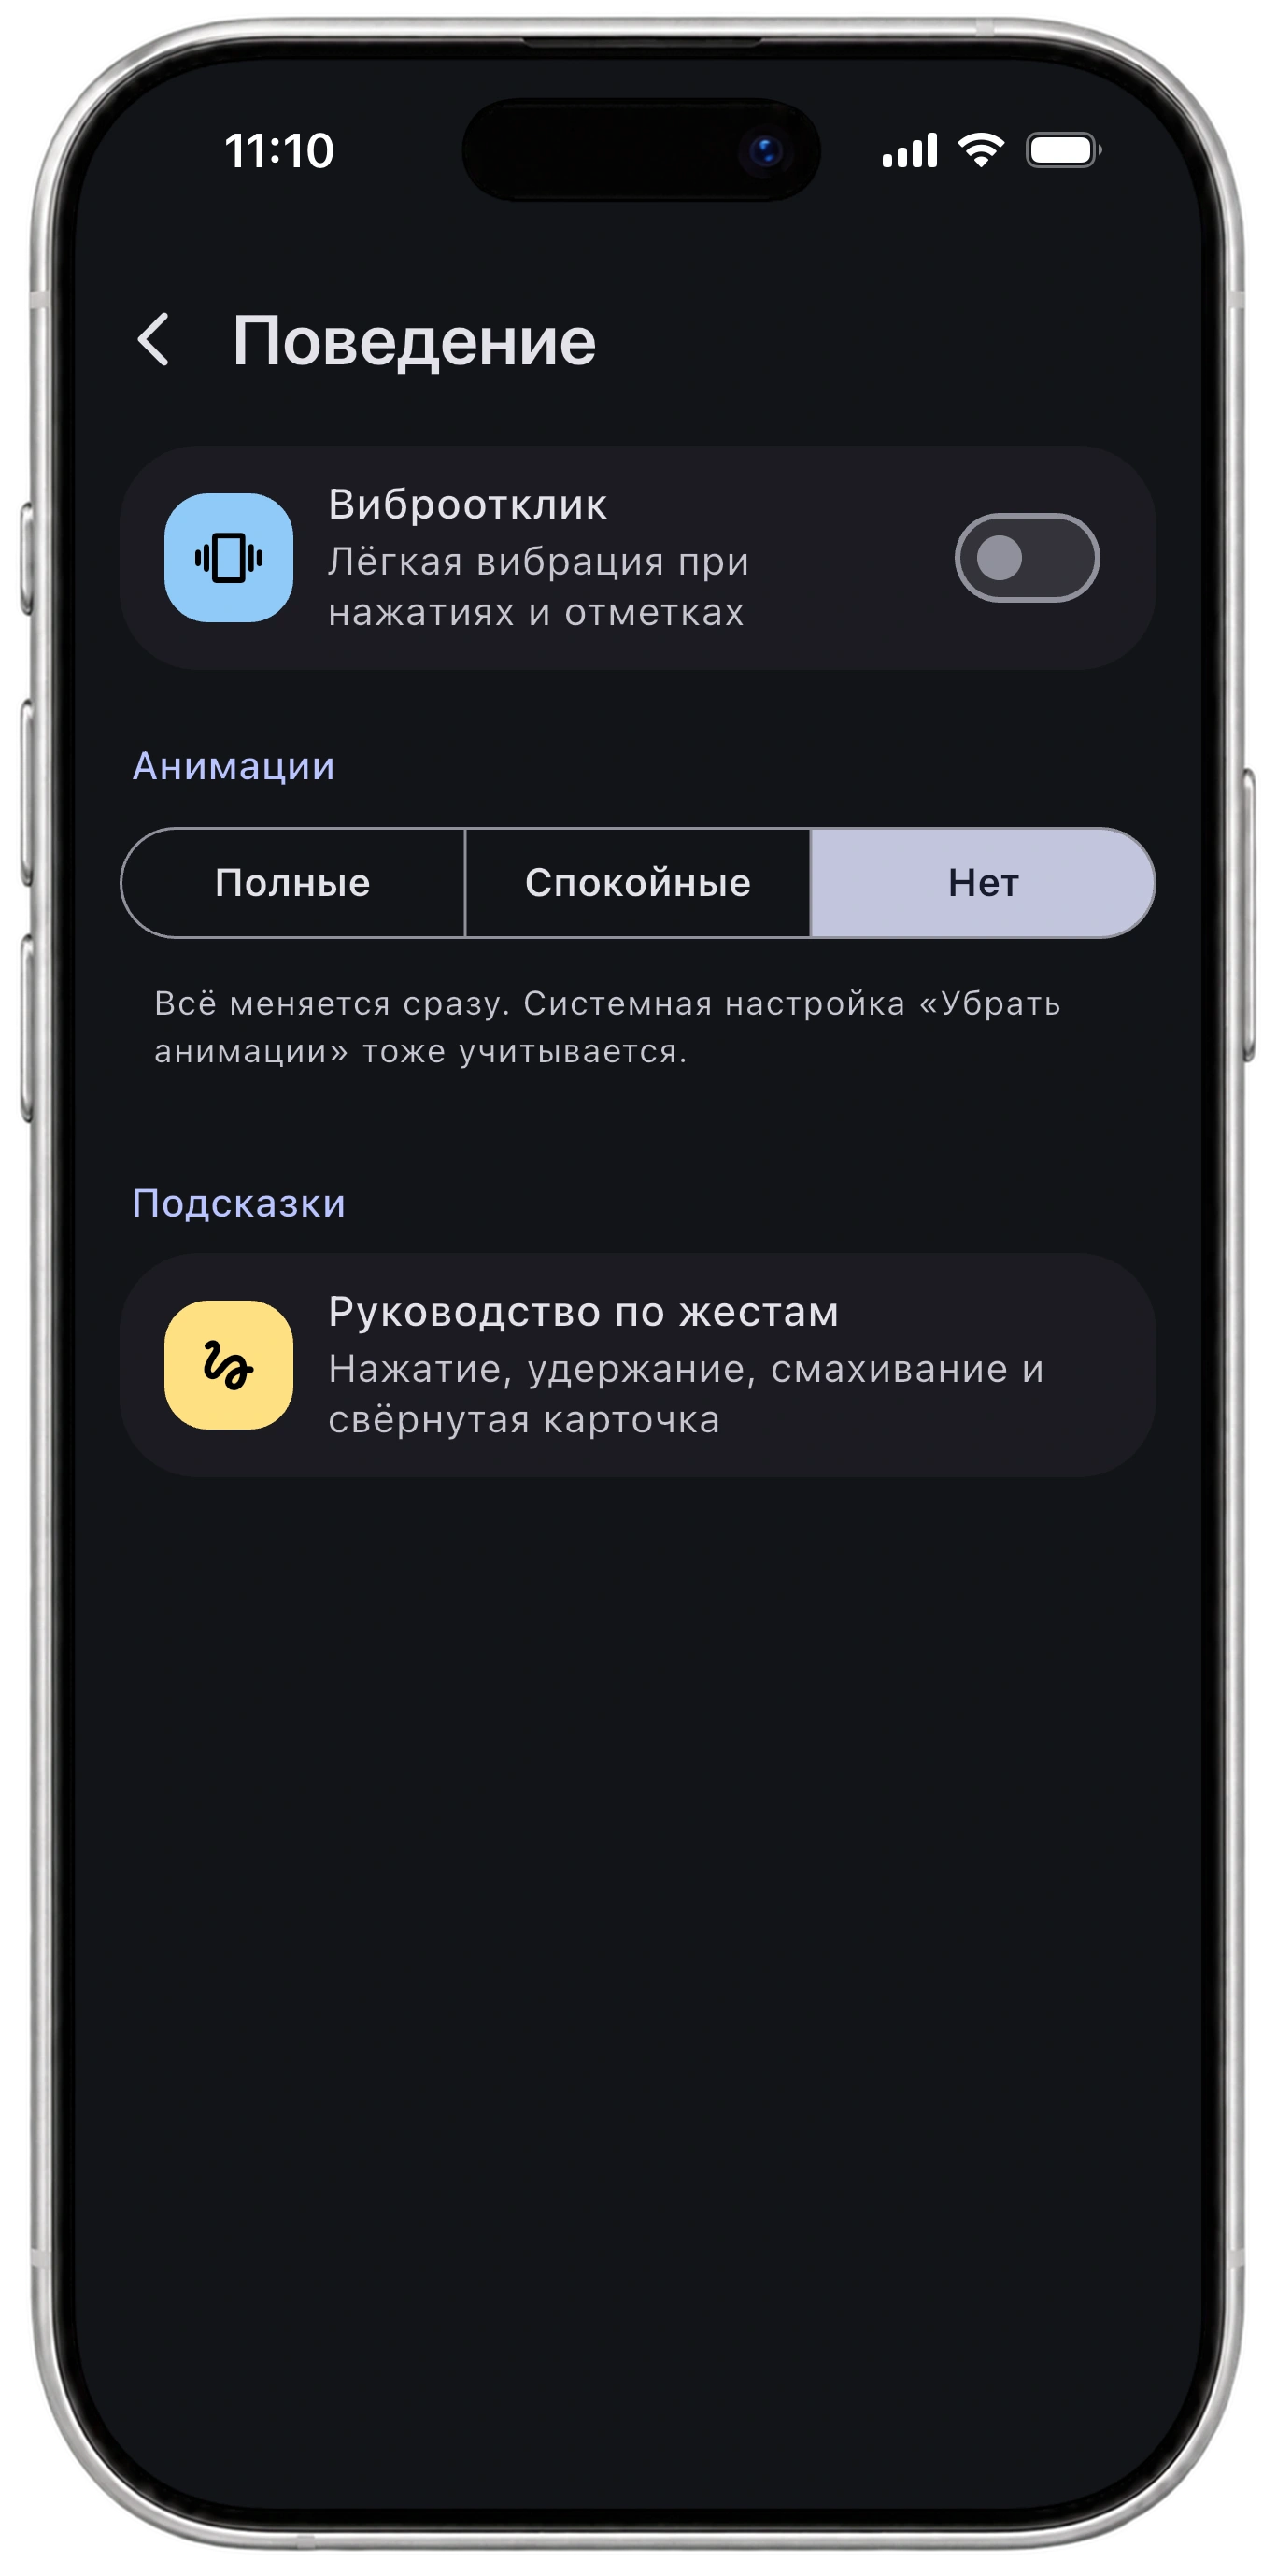 11:10
Поведение
Виброотклик
Лёгкая вибрация при
нажатиях и отметках
Анимации
Полные
Спокойные
Нет
Всё меняется сразу. Системная настройка «Убрать
анимации» тоже учитывается.
Подсказки
Руководство по жестам
Нажатие, удержание, смахивание и
свёрнутая карточка